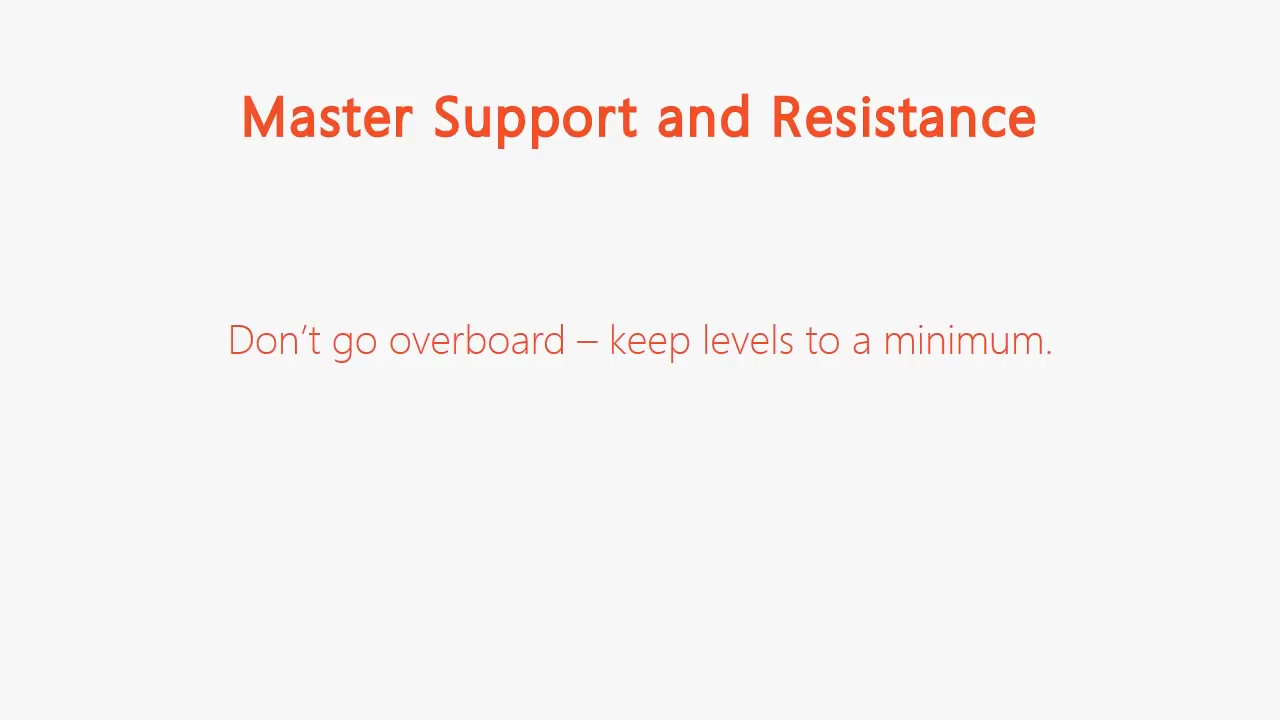 Master Support and Resistance
Don’t go overboard – keep levels to a minimum.